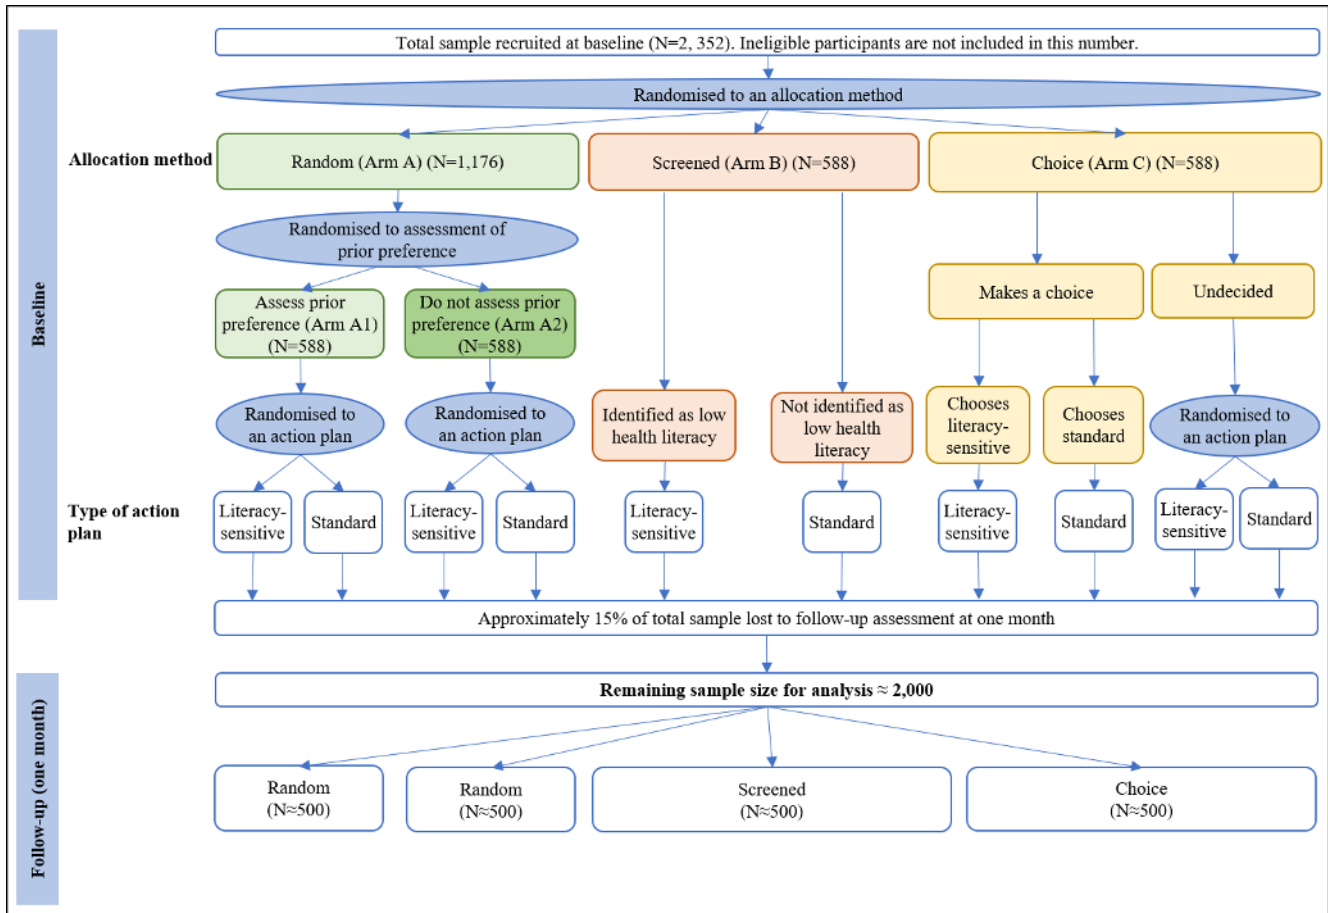 Total sample recruited at baseline (N=2, 352). Ineligible participants are not included in this number.
Randomised to an allocation method
Allocation method
Random (Arm A) (N=1,176)
Screened (Arm B) (N=588)
Choice (Arm C) (N=588)
Randomised to assessment of
prior preference
Baseline
Assess prior
preference (Arm A1)
(N=588)
Do not assess prior
preference (Arm A2)
(N=588)
Makes a choice
Undecided
Randomised to
an action plan
Randomised to
an action plan
Identified as low
health literacy
Not identified as
low health
literacy
Chooses
literacy-
sensitive
Chooses
standard
Randomised to
an action plan
Type of action
plan
Literacy-
sensitive
Standard
Literacy-
sensitive
Standard
Literacy-
sensitive
Standard
Literacy-
sensitive
Standard
Literacy-
sensitive
Standard
Approximately 15% of total sample lost to follow-up assessment at one month
Follow-up (one month)
Remaining sample size for analysis ≈ 2,000
Random
(N≈500)
Random
(N≈500)
Screened
(N≈500)
Choice
(N≈500)